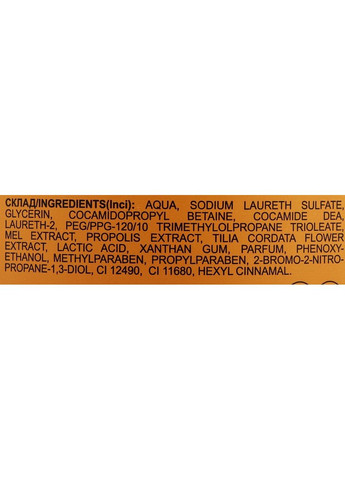 СКЛАД/INGREDIENTS(Inci): AQUA, SODIUM LAURETH SULFATE,
GLYCERIN, COCAMIDOPROPYL BETAINE, COCAMIDE DEA,
LAURETH-2, PEG/PPG-120/10 TRIMETHYLOLPROPANE TRIOLEATE,
MEL EXTRACT, PROPOLIS EXTRACT, TILIA CORDATA FLOWER
EXTRACT, LACTIC ACID, XANTHAN GUM, PARFUM, PHENOXY-
ETHANOL, METHYLPARABEN, PROPYLPARABEN, 2-BROMO-2-NITRO-
PROPANE-1,3-DIOL, CI 12490, CI 11680, HEXYL CINNAMAL.